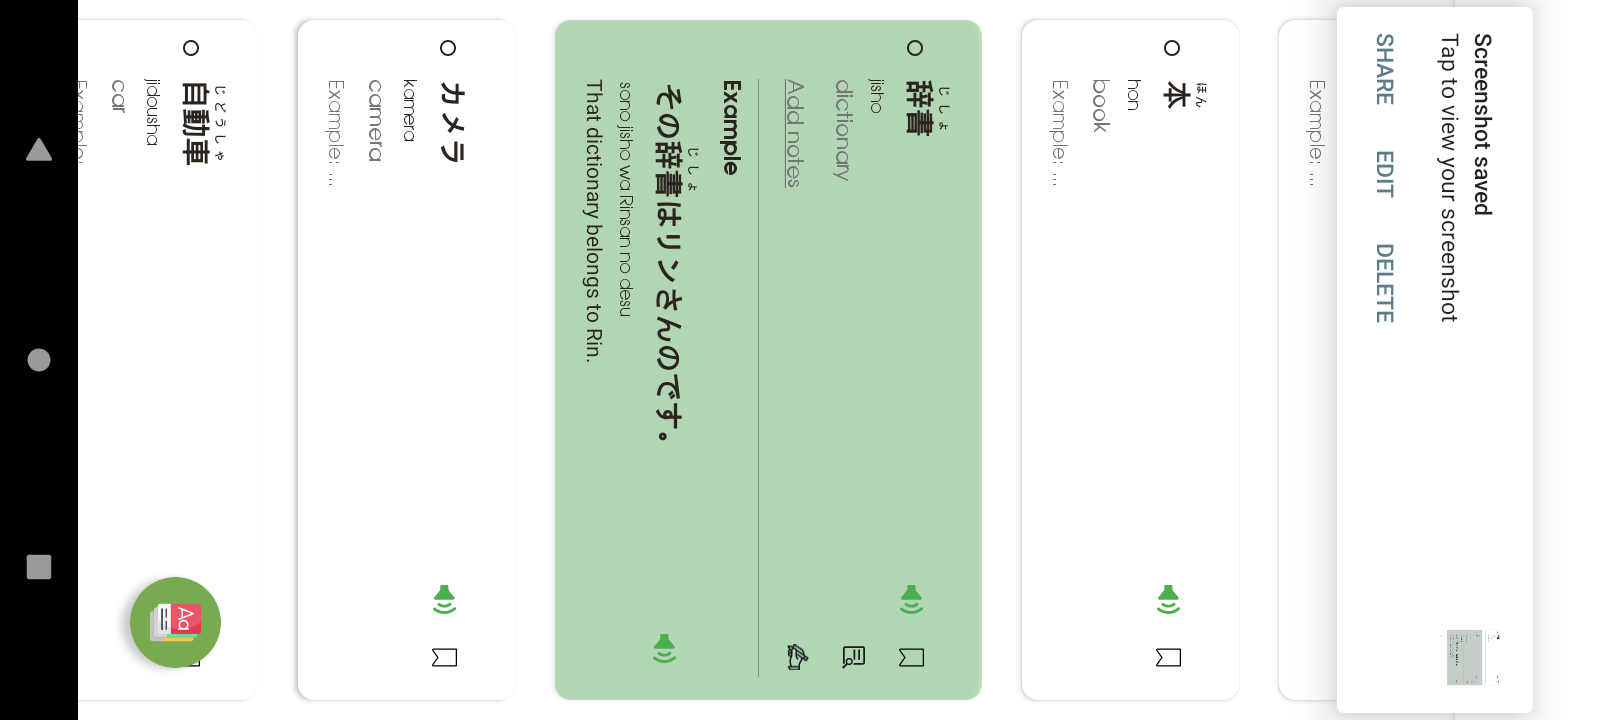 Screenshot saved
Tap to view your screenshot
SHARE EDIT DELETE
Example: ...
ほん
本
hon
book
Example: ...
じしょ
辞書
jisho
dictionary
Add notes
Example
じしょ
その辞書はリンさんのです。
sono jisho wa Rinsan no desu
That dictionary belongs to Rin.
カメラ
kamera
camera
Example: ...
じどうしゃ
自動車
jidousha
car
Example:
Aa